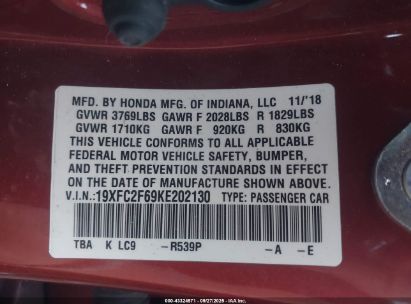 MFD. BY HONDA MFG. OF INDIANA, LLC 11/'18
GVWR 3769LBS GAWR F 2028LBS R 1829LBS
GVWR 1710KG GAWR F 920KG R 830KG
THIS VEHICLE CONFORMS TO ALL APPLICABLE
FEDERAL MOTOR VEHICLE SAFETY, BUMPER,
AND THEFT PREVENTION STANDARDS IN EFFECT
ON THE DATE OF MANUFACTURE SHOWN ABOVE.
V.I.N.:19XFC2F69KE202130 TYPE: PASSENGER CAR
TBA K LC9 -R539P -A -E